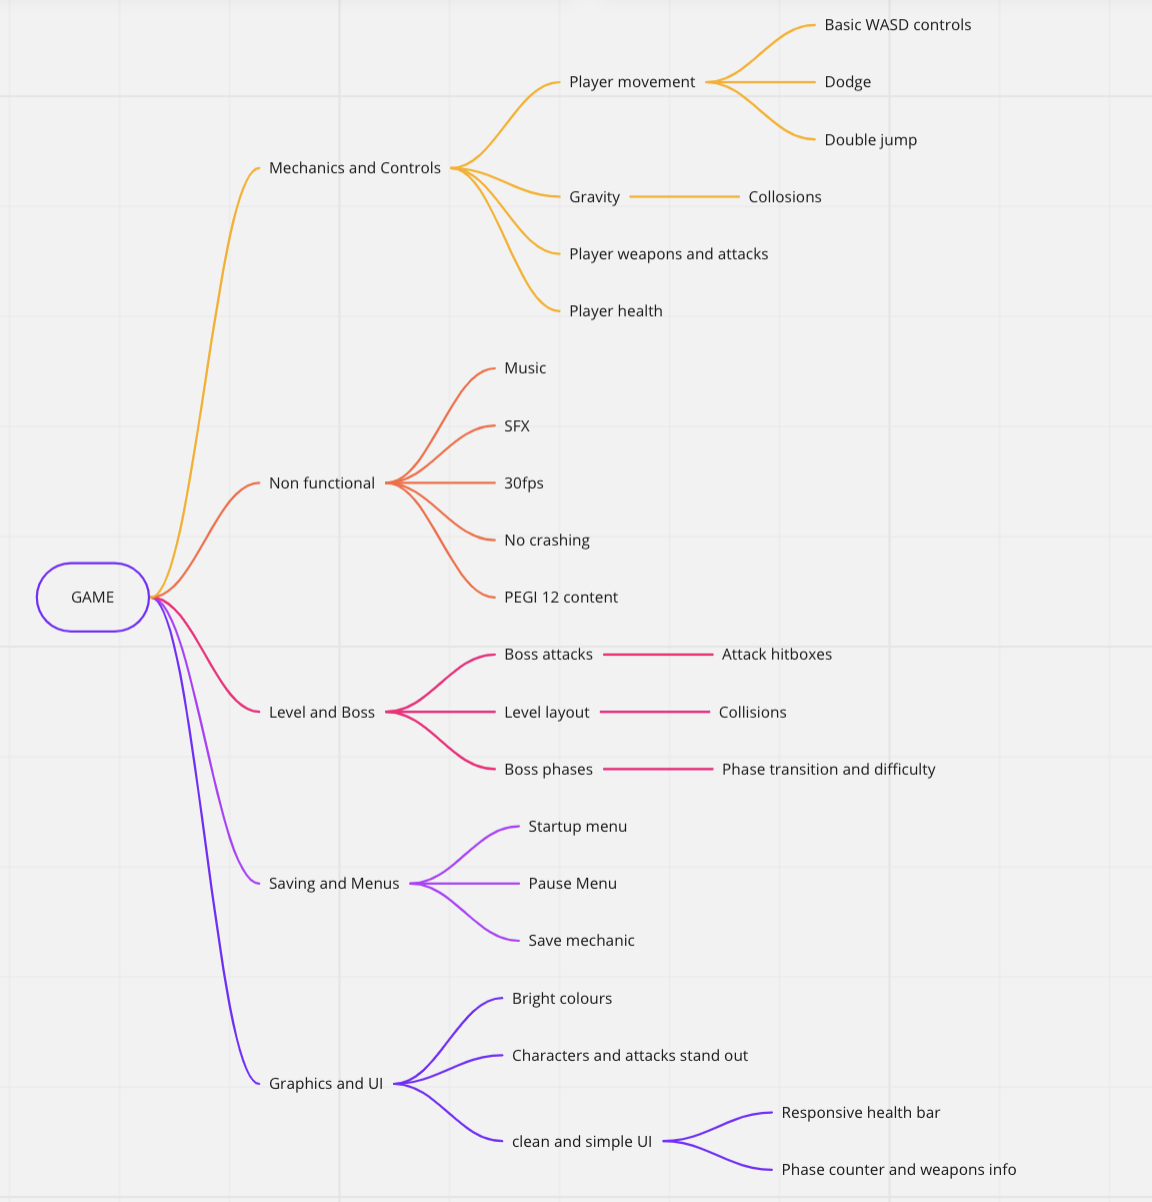 Basic WASD controls
Player movement
Dodge
Double jump
Mechanics and Controls
Gravity
Collosions
Player weapons and attacks
Player health
Music
SFX
Non functional
30fps
No crashing
GAME
PEGI 12 content
Boss attacks
Attack hitboxes
Level and Boss
Level layout
Collisions
Boss phases
Phase transition and difficulty
Startup menu
Saving and Menus
Pause Menu
Save mechanic
Bright colours
Characters and attacks stand out
Graphics and UI
Responsive health bar
clean and simple UI
Phase counter and weapons info